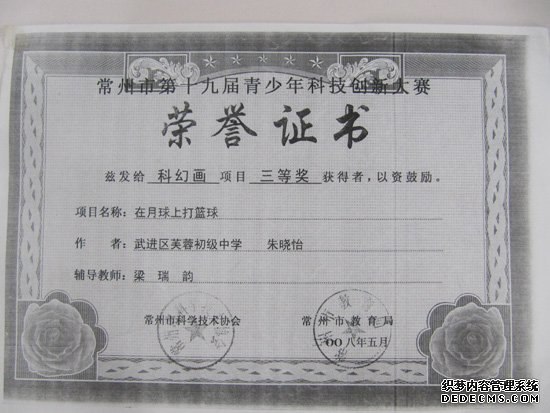 常州市第十九届青少年科技创新大赛
荣誉证书
兹发给 科幻画 项目 三等奖 获得者，以资鼓励。
项目名称：在月球上打篮球
作 者：武进区芙蓉初级中学 朱晓怡
辅导教师：梁 瑞 韵
常州市科学技术协会 常 州 市 教 育 局
OO八年五月
织梦内容管理系统
DEDECMS.COM